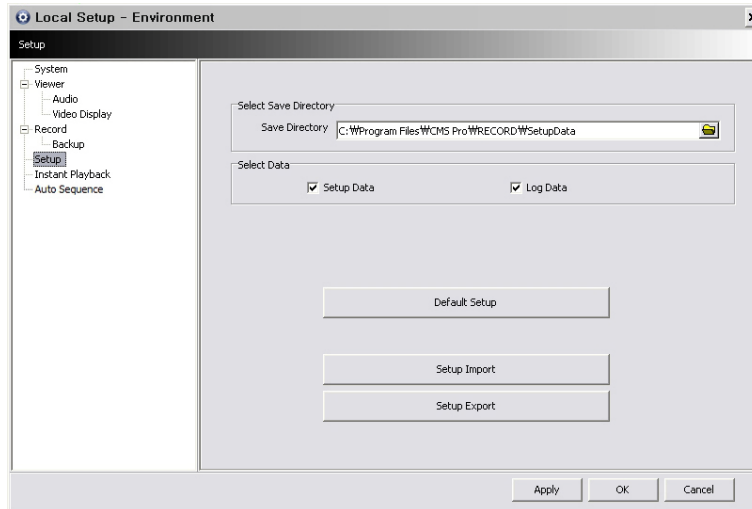 Local Setup - Environment
Setup
System
Viewer
Audio
Video Display
Record
Backup
Setup
Instant Playback
Auto Sequence
Select Save Directory
Save Directory C:₩Program Files₩CMS Pro₩RECORD₩SetupData
Select Data
Setup Data Log Data
Default Setup
Setup Import
Setup Export
Apply OK Cancel